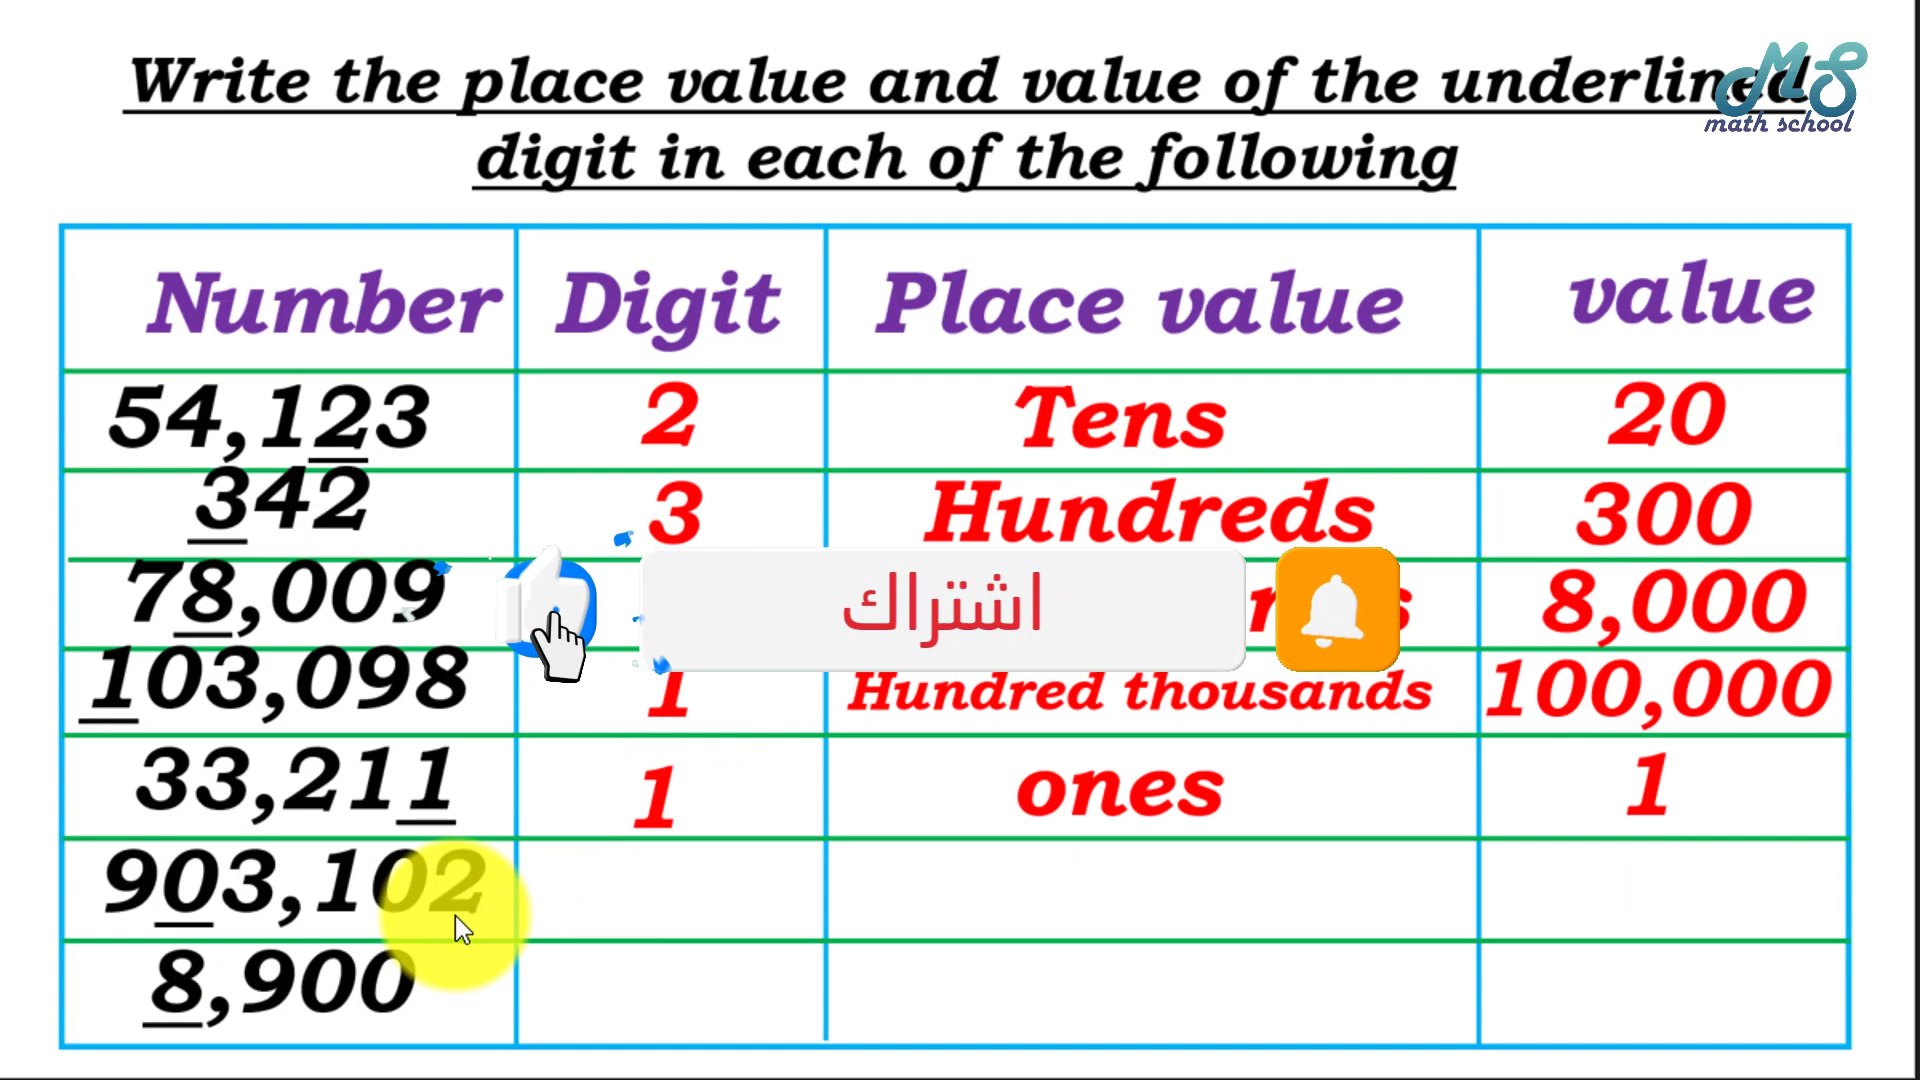 Write the place value and value of the underlined
MS
math school
digit in each of the following
Number Digit Place value value
54,123 2 Tens 20
342 3 Hundreds 300
78,009 8,000
اشتراك
103,098 1 Hundred thousands 100,000
33,211 1 ones 1
903,102
8,900